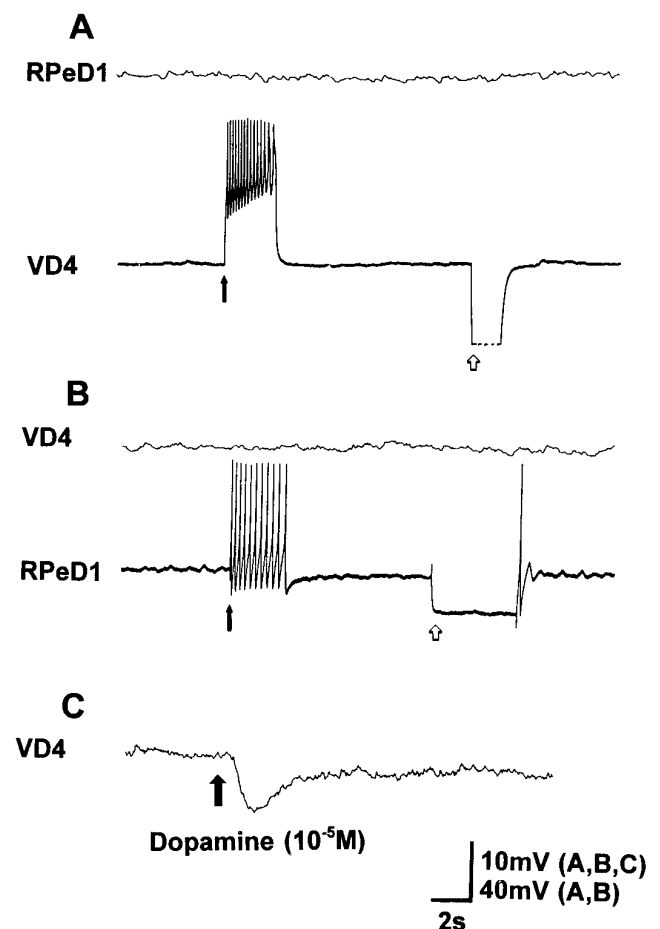 A
RPeD1
VD4
B
VD4
RPeD1
C
VD4
Dopamine (10⁻⁵M)
10mV (A,B,C)
40mV (A,B)
2s